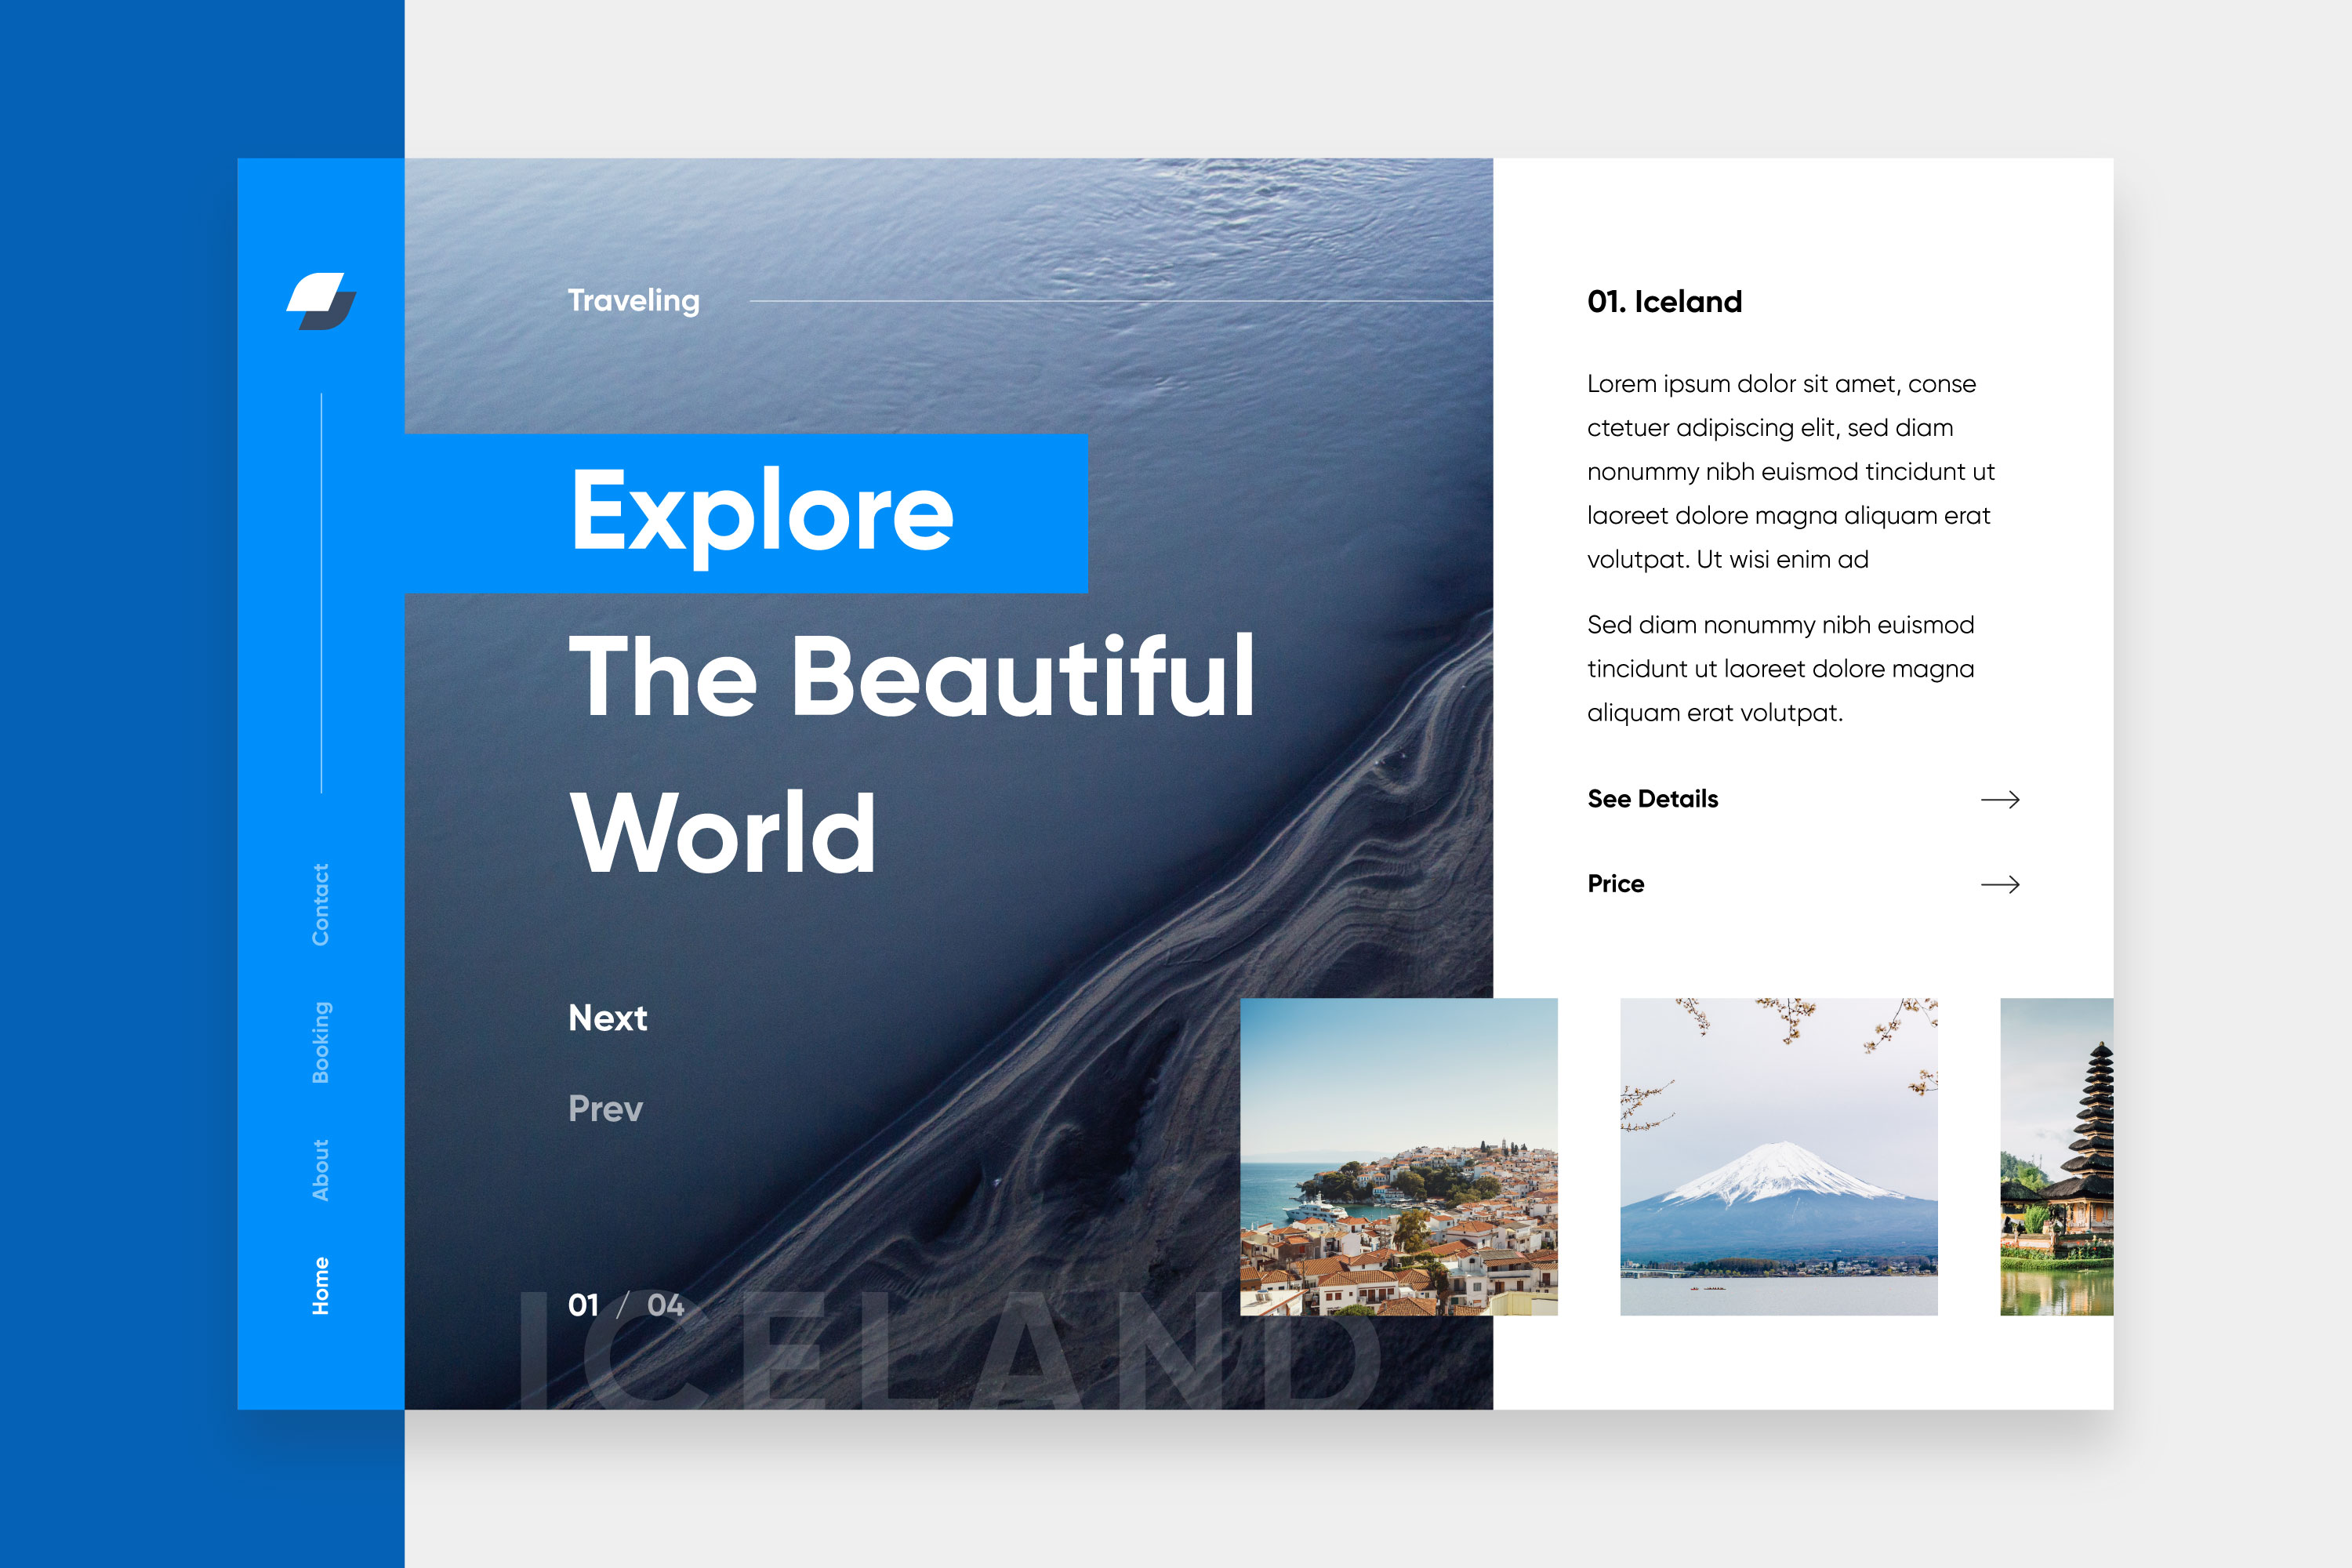 Traveling
Explore
The Beautiful
World
Next
Prev
01 / 04
ICELAND
Contact
Booking
About
Home
01. Iceland
Lorem ipsum dolor sit amet, conse
ctetuer adipiscing elit, sed diam
nonummy nibh euismod tincidunt ut
laoreet dolore magna aliquam erat
volutpat. Ut wisi enim ad
Sed diam nonummy nibh euismod
tincidunt ut laoreet dolore magna
aliquam erat volutpat.
See Details
Price